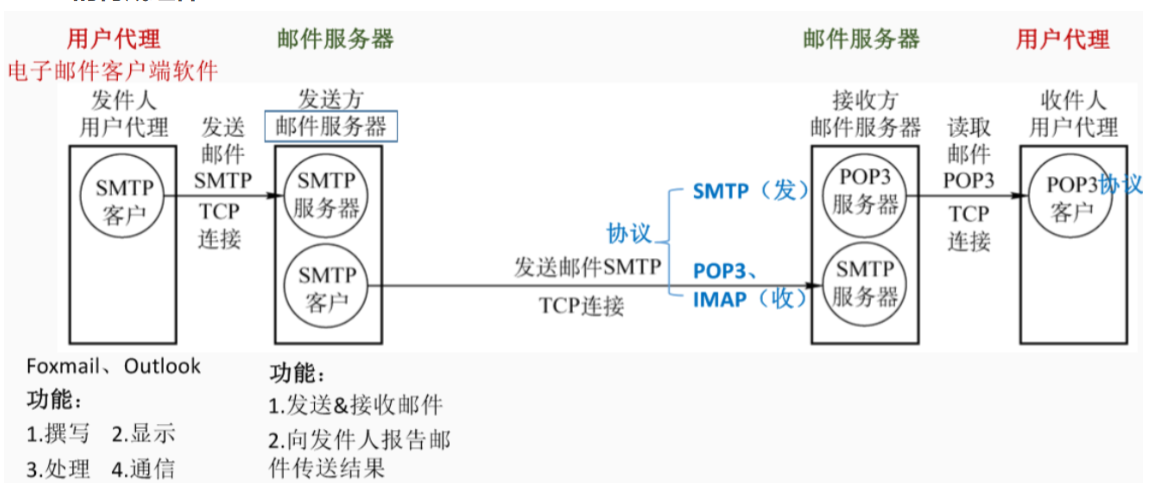 用户代理
邮件服务器
邮件服务器
用户代理
电子邮件客户端软件
发件人
用户代理
发送
邮件
SMTP
TCP
连接
发送方
邮件服务器
接收方
邮件服务器
读取
邮件
POP3
TCP
连接
收件人
用户代理
SMTP
客户
SMTP
服务器
SMTP
客户
发送邮件SMTP
TCP连接
协议
SMTP（发）
POP3、
IMAP（收）
POP3
服务器
SMTP
服务器
POP3协议
客户
Foxmail、Outlook
功能：
1.撰写 2.显示
3.处理 4.通信
功能：
1.发送&接收邮件
2.向发件人报告邮
件传送结果